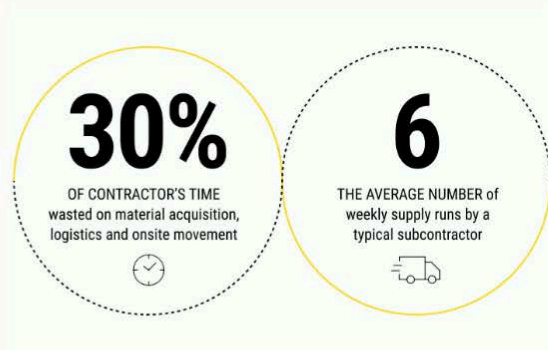 30%
OF CONTRACTOR'S TIME
wasted on material acquisition,
logistics and onsite movement
6
THE AVERAGE NUMBER of
weekly supply runs by a
typical subcontractor